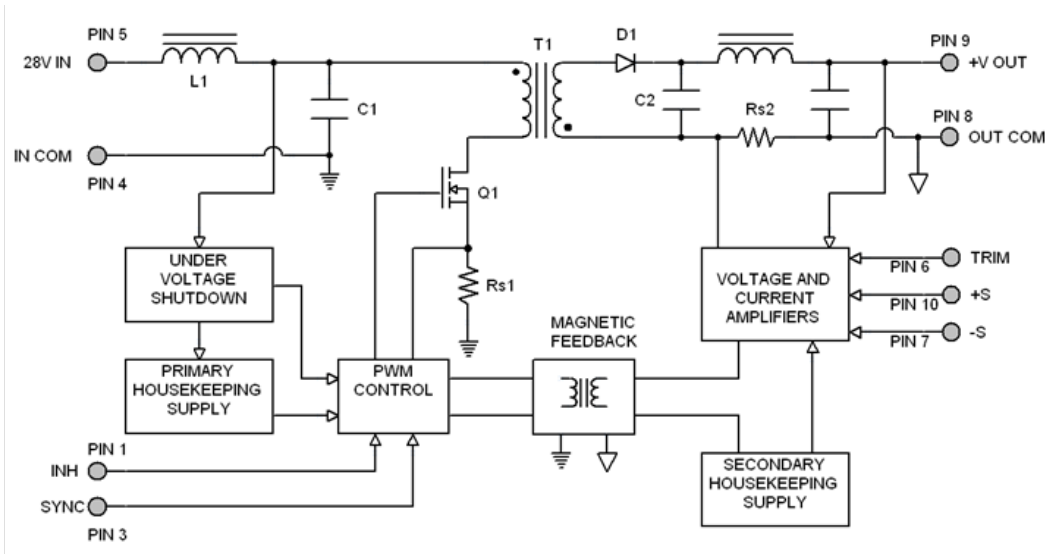 PIN 5
28V IN
L1
C1
IN COM
PIN 4
T1
D1
C2
Rs2
PIN 9
+V OUT
PIN 8
OUT COM
Q1
Rs1
UNDER
VOLTAGE
SHUTDOWN
PRIMARY
HOUSEKEEPING
SUPPLY
PWM
CONTROL
MAGNETIC
FEEDBACK
VOLTAGE AND
CURRENT
AMPLIFIERS
TRIM
PIN 6
+S
PIN 10
-S
PIN 7
SECONDARY
HOUSEKEEPING
SUPPLY
PIN 1
INH
SYNC
PIN 3